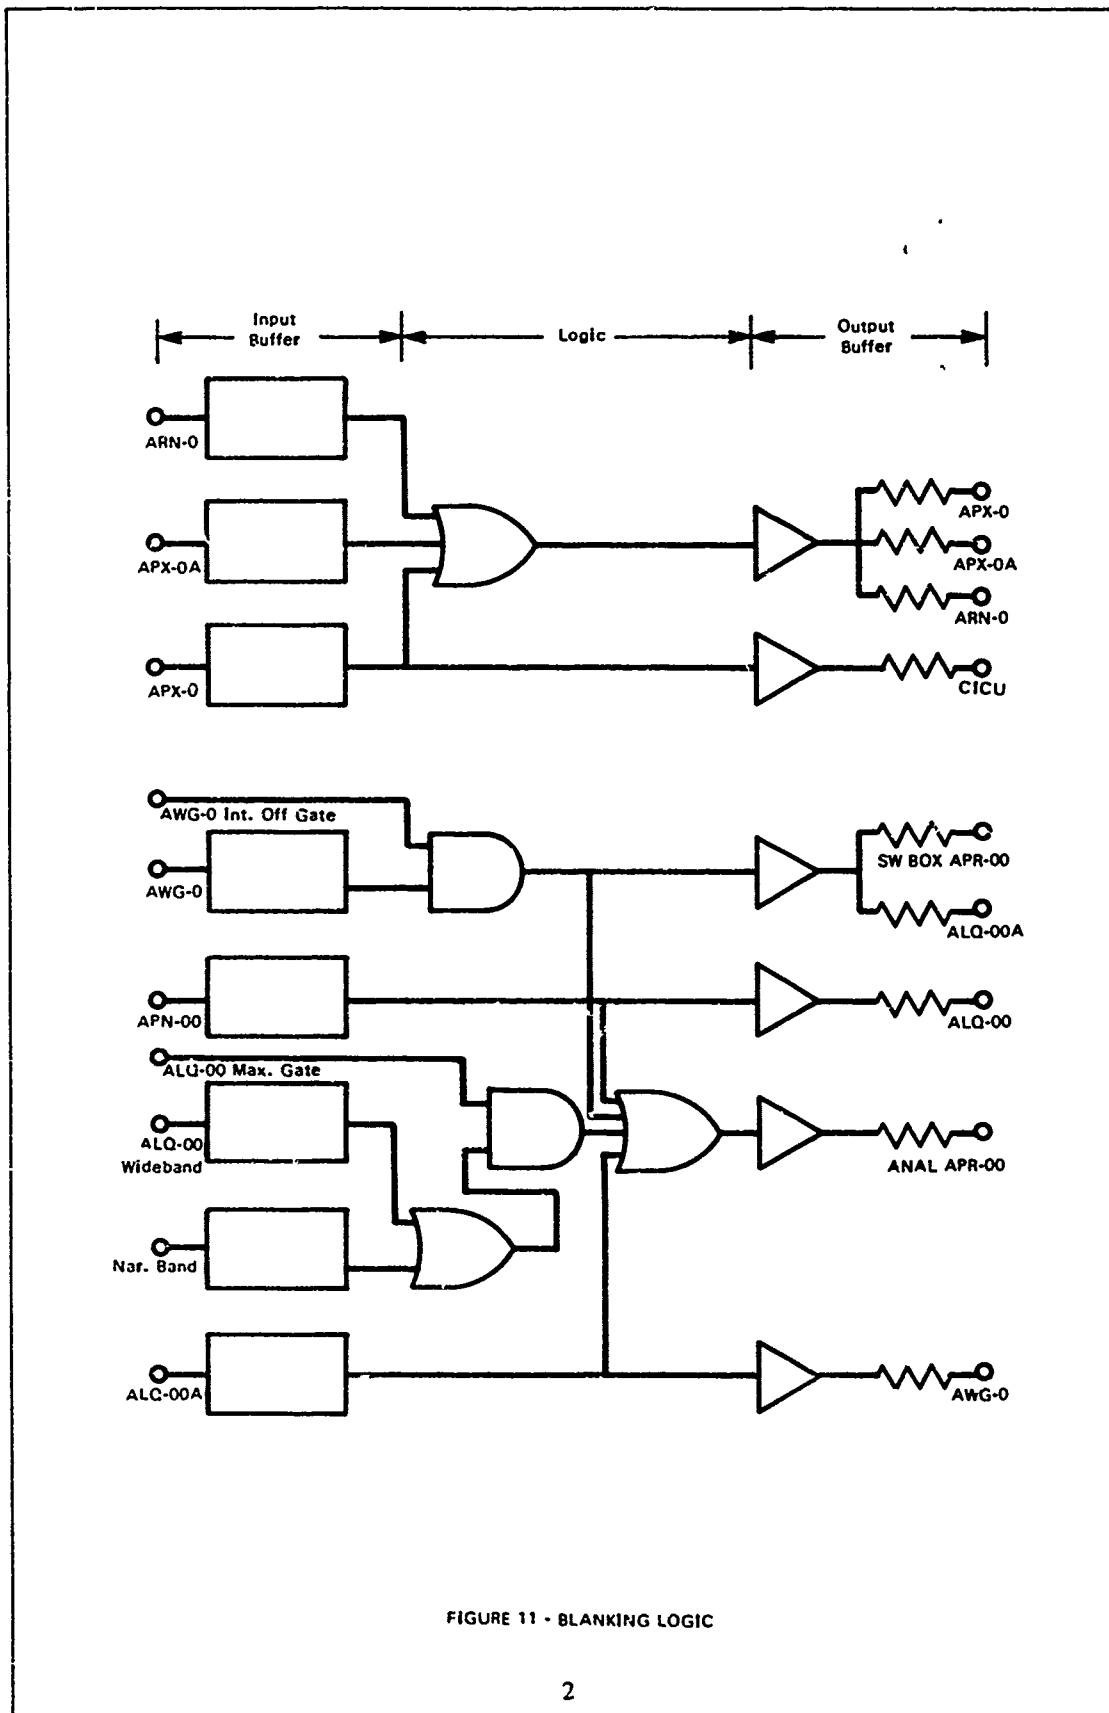 Input
Buffer
Logic
Output
Buffer
ARN-0
APX-0A
APX-0
APX-0
APX-0A
ARN-0
CICU
AWG-0 Int. Off Gate
AWG-0
APN-00
ALQ-00 Max. Gate
ALQ-00
Wideband
Nar. Band
ALQ-00A
SW BOX APR-00
ALQ-00A
ALQ-00
ANAL APR-00
AWG-0
FIGURE 11 - BLANKING LOGIC
2